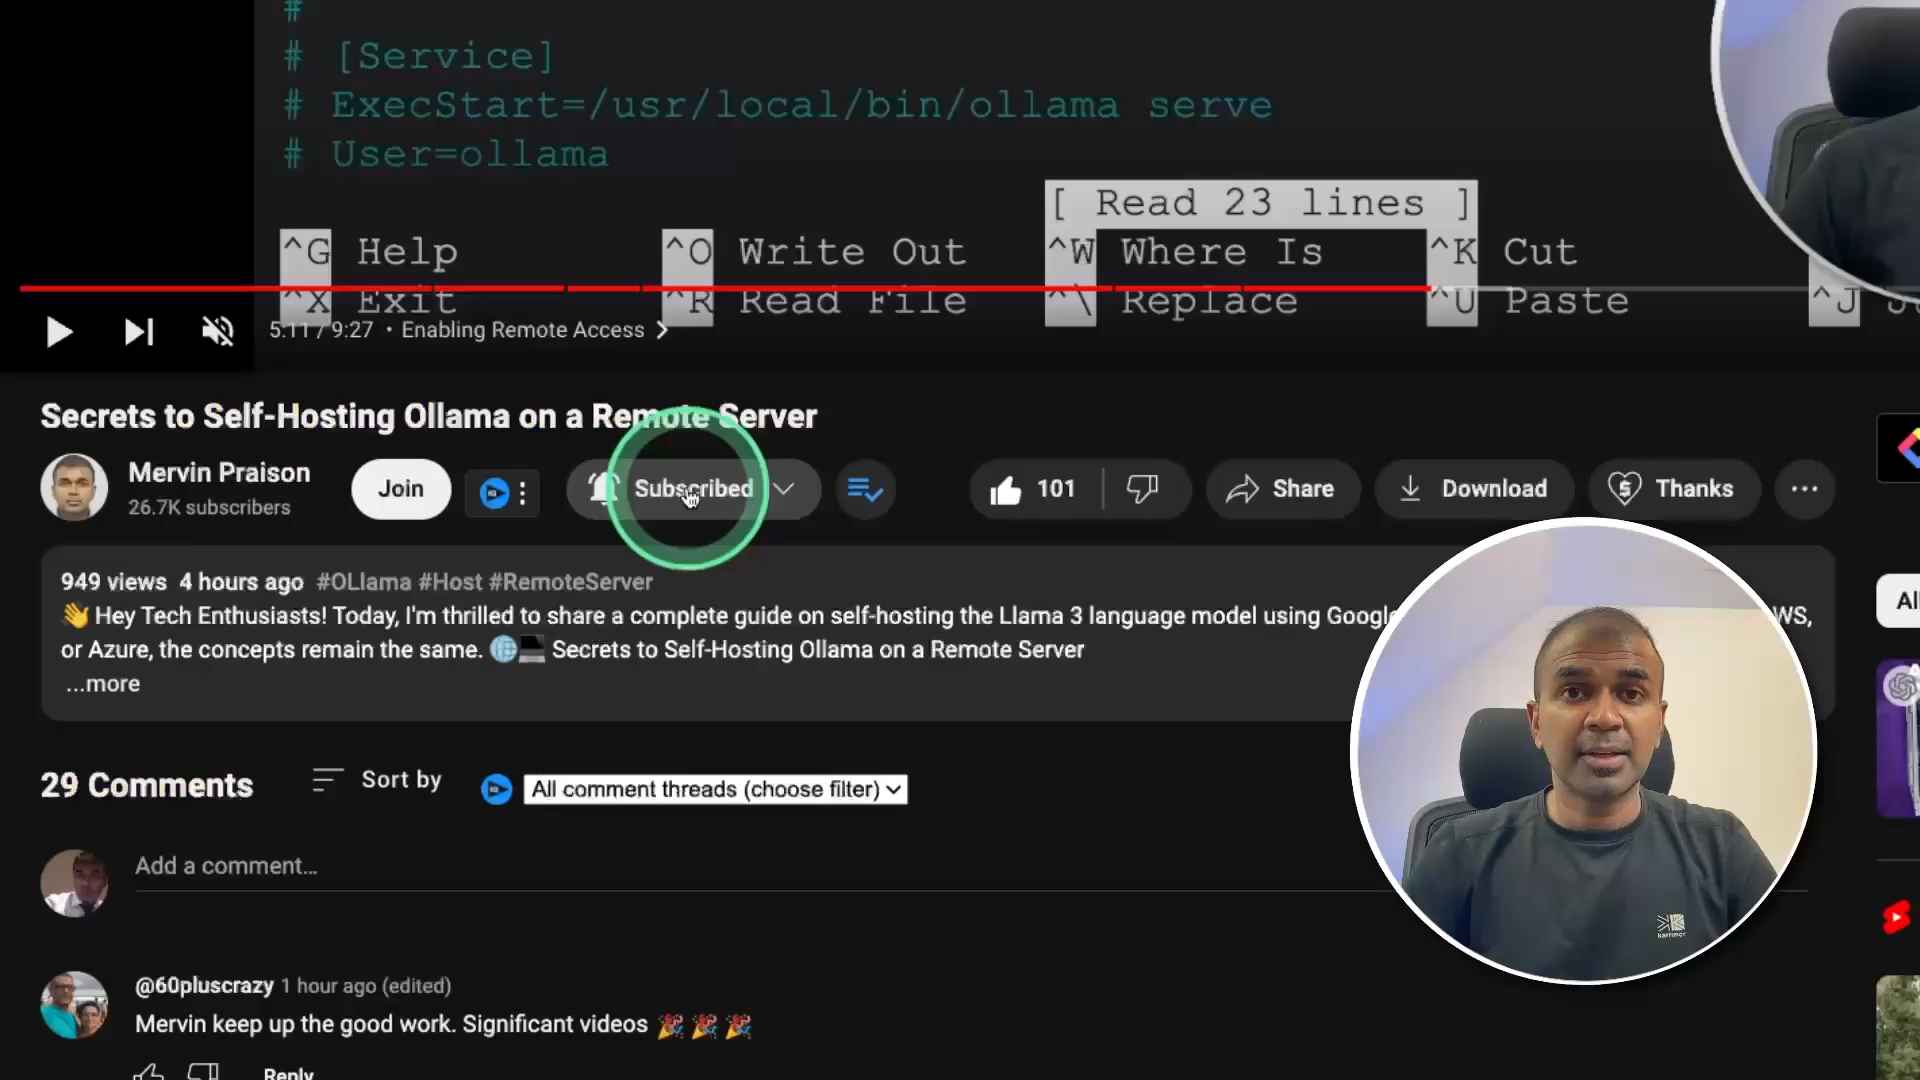 #
# [Service]
# ExecStart=/usr/local/bin/ollama serve
# User=ollama
[ Read 23 lines ]
^G Help ^O Write Out ^W Where Is ^K Cut
^X Exit ^R Read File ^\ Replace ^U Paste ^J
5:11 / 9:27 • Enabling Remote Access >
Secrets to Self-Hosting Ollama on a Remote Server
Mervin Praison
26.7K subscribers
Join
Subscribed
101
Share
Download
Thanks
949 views 4 hours ago #OLlama #Host #RemoteServer
👋 Hey Tech Enthusiasts! Today, I'm thrilled to share a complete guide on self-hosting the Llama 3 language model using Google WS,
or Azure, the concepts remain the same. 🌐💻 Secrets to Self-Hosting Ollama on a Remote Server
...more
All
29 Comments
Sort by
All comment threads (choose filter)
Add a comment...
karrimor
@60pluscrazy 1 hour ago (edited)
Mervin keep up the good work. Significant videos 🎉 🎉 🎉
Reply